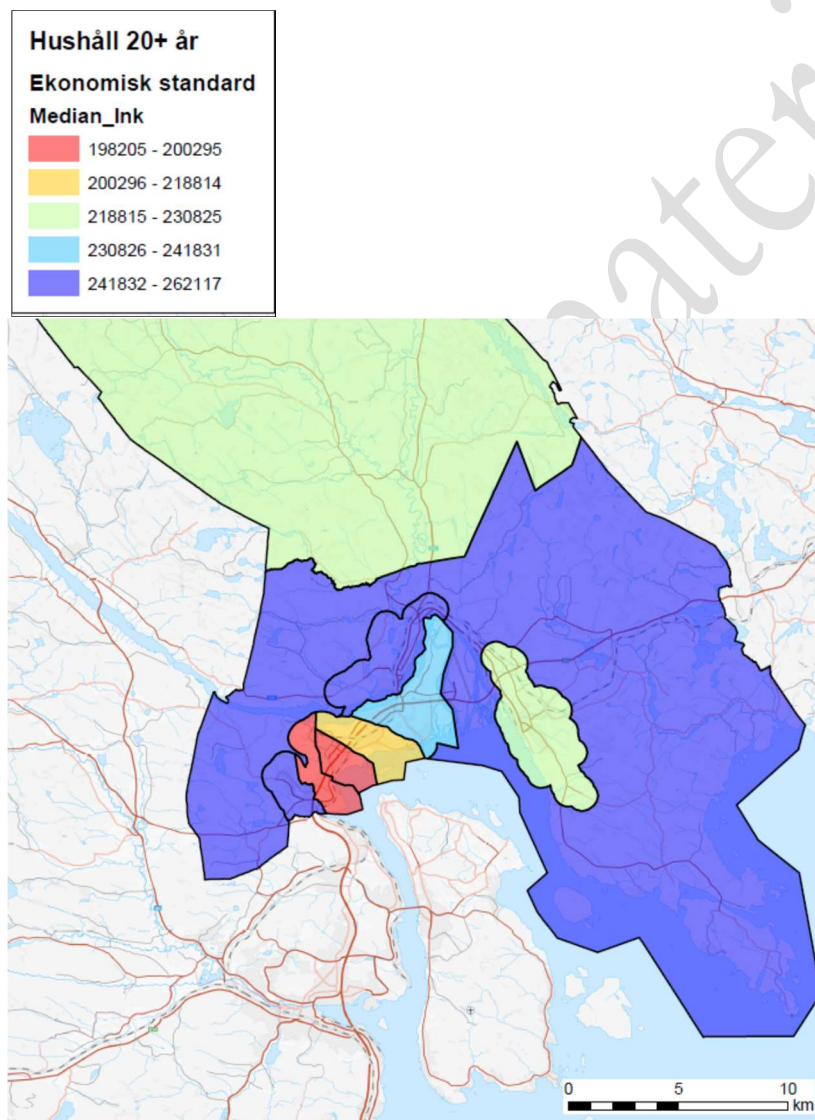 Hushåll 20+ år
Ekonomisk standard
Median_Ink
198205 - 200295
200296 - 218814
218815 - 230825
230826 - 241831
241832 - 262117
0 5 10
km